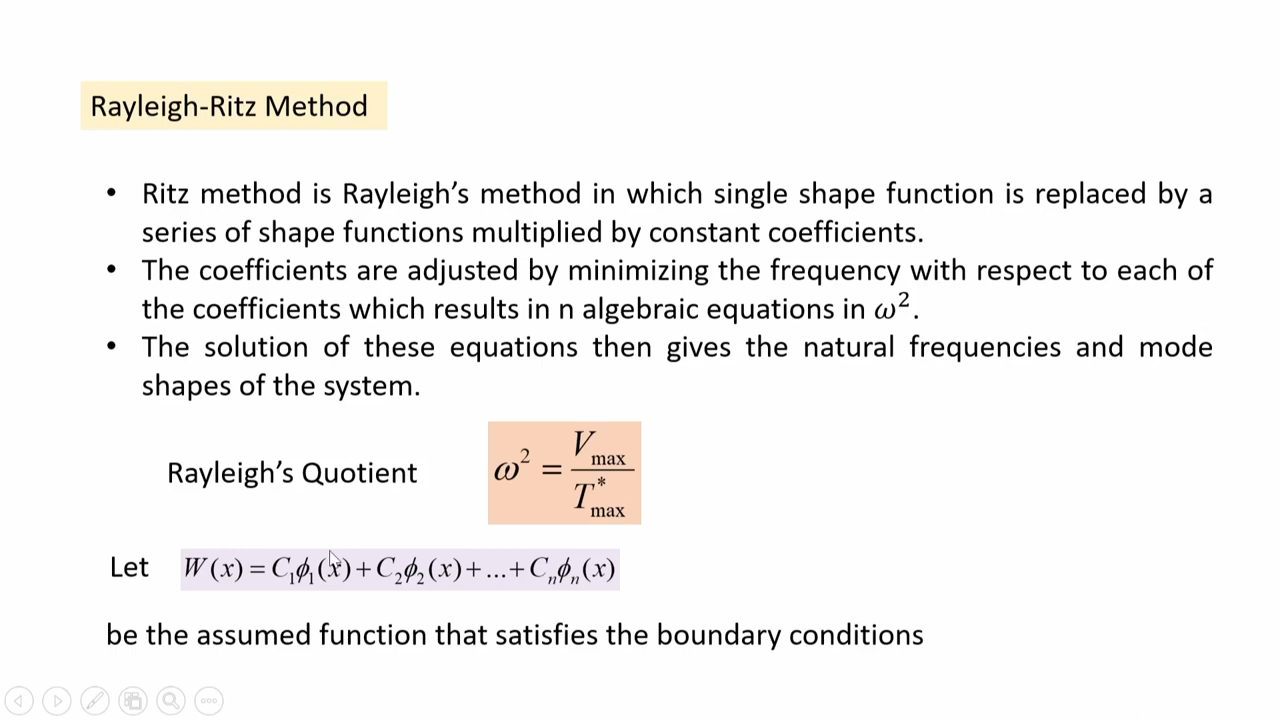 Rayleigh-Ritz Method
• Ritz method is Rayleigh’s method in which single shape function is replaced by a
series of shape functions multiplied by constant coefficients.
• The coefficients are adjusted by minimizing the frequency with respect to each of
the coefficients which results in n algebraic equations in ω².
• The solution of these equations then gives the natural frequencies and mode
shapes of the system.
Rayleigh’s Quotient ω² = V_max / T*_max
Let W(x) = C₁ϕ₁(x) + C₂ϕ₂(x) + ... + Cₙϕₙ(x)
be the assumed function that satisfies the boundary conditions